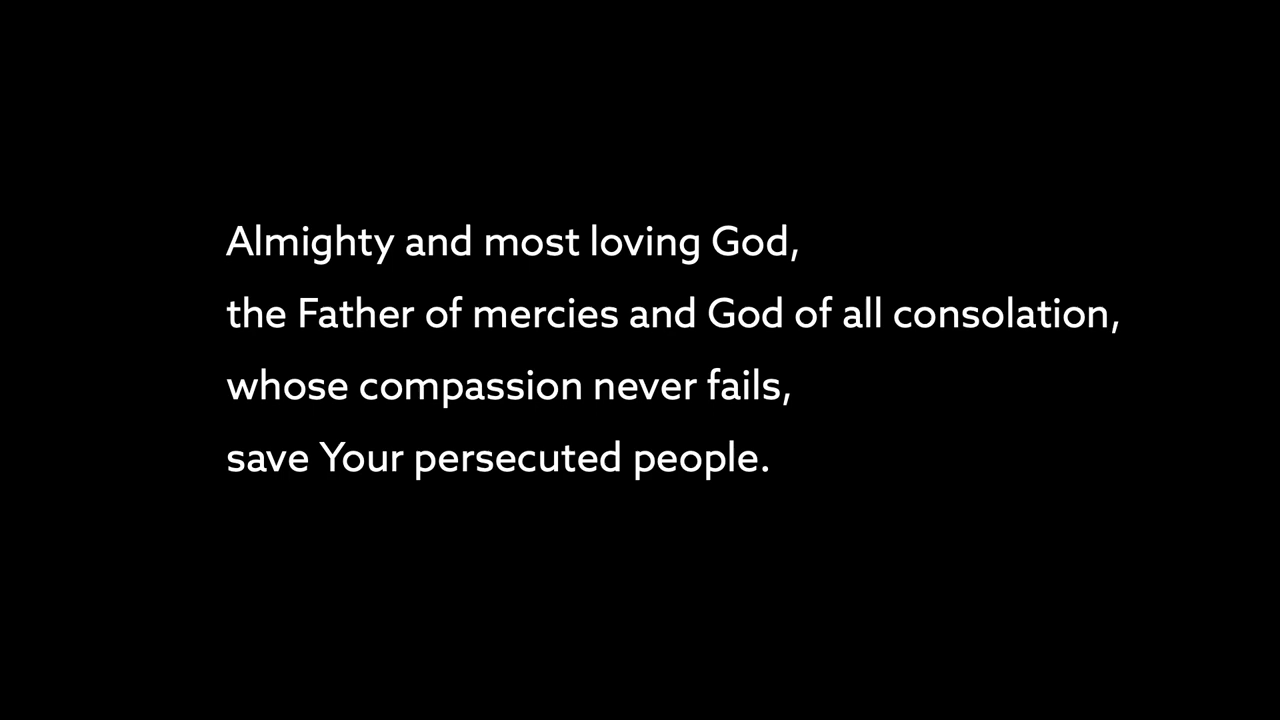 Almighty and most loving God,
the Father of mercies and God of all consolation,
whose compassion never fails,
save Your persecuted people.